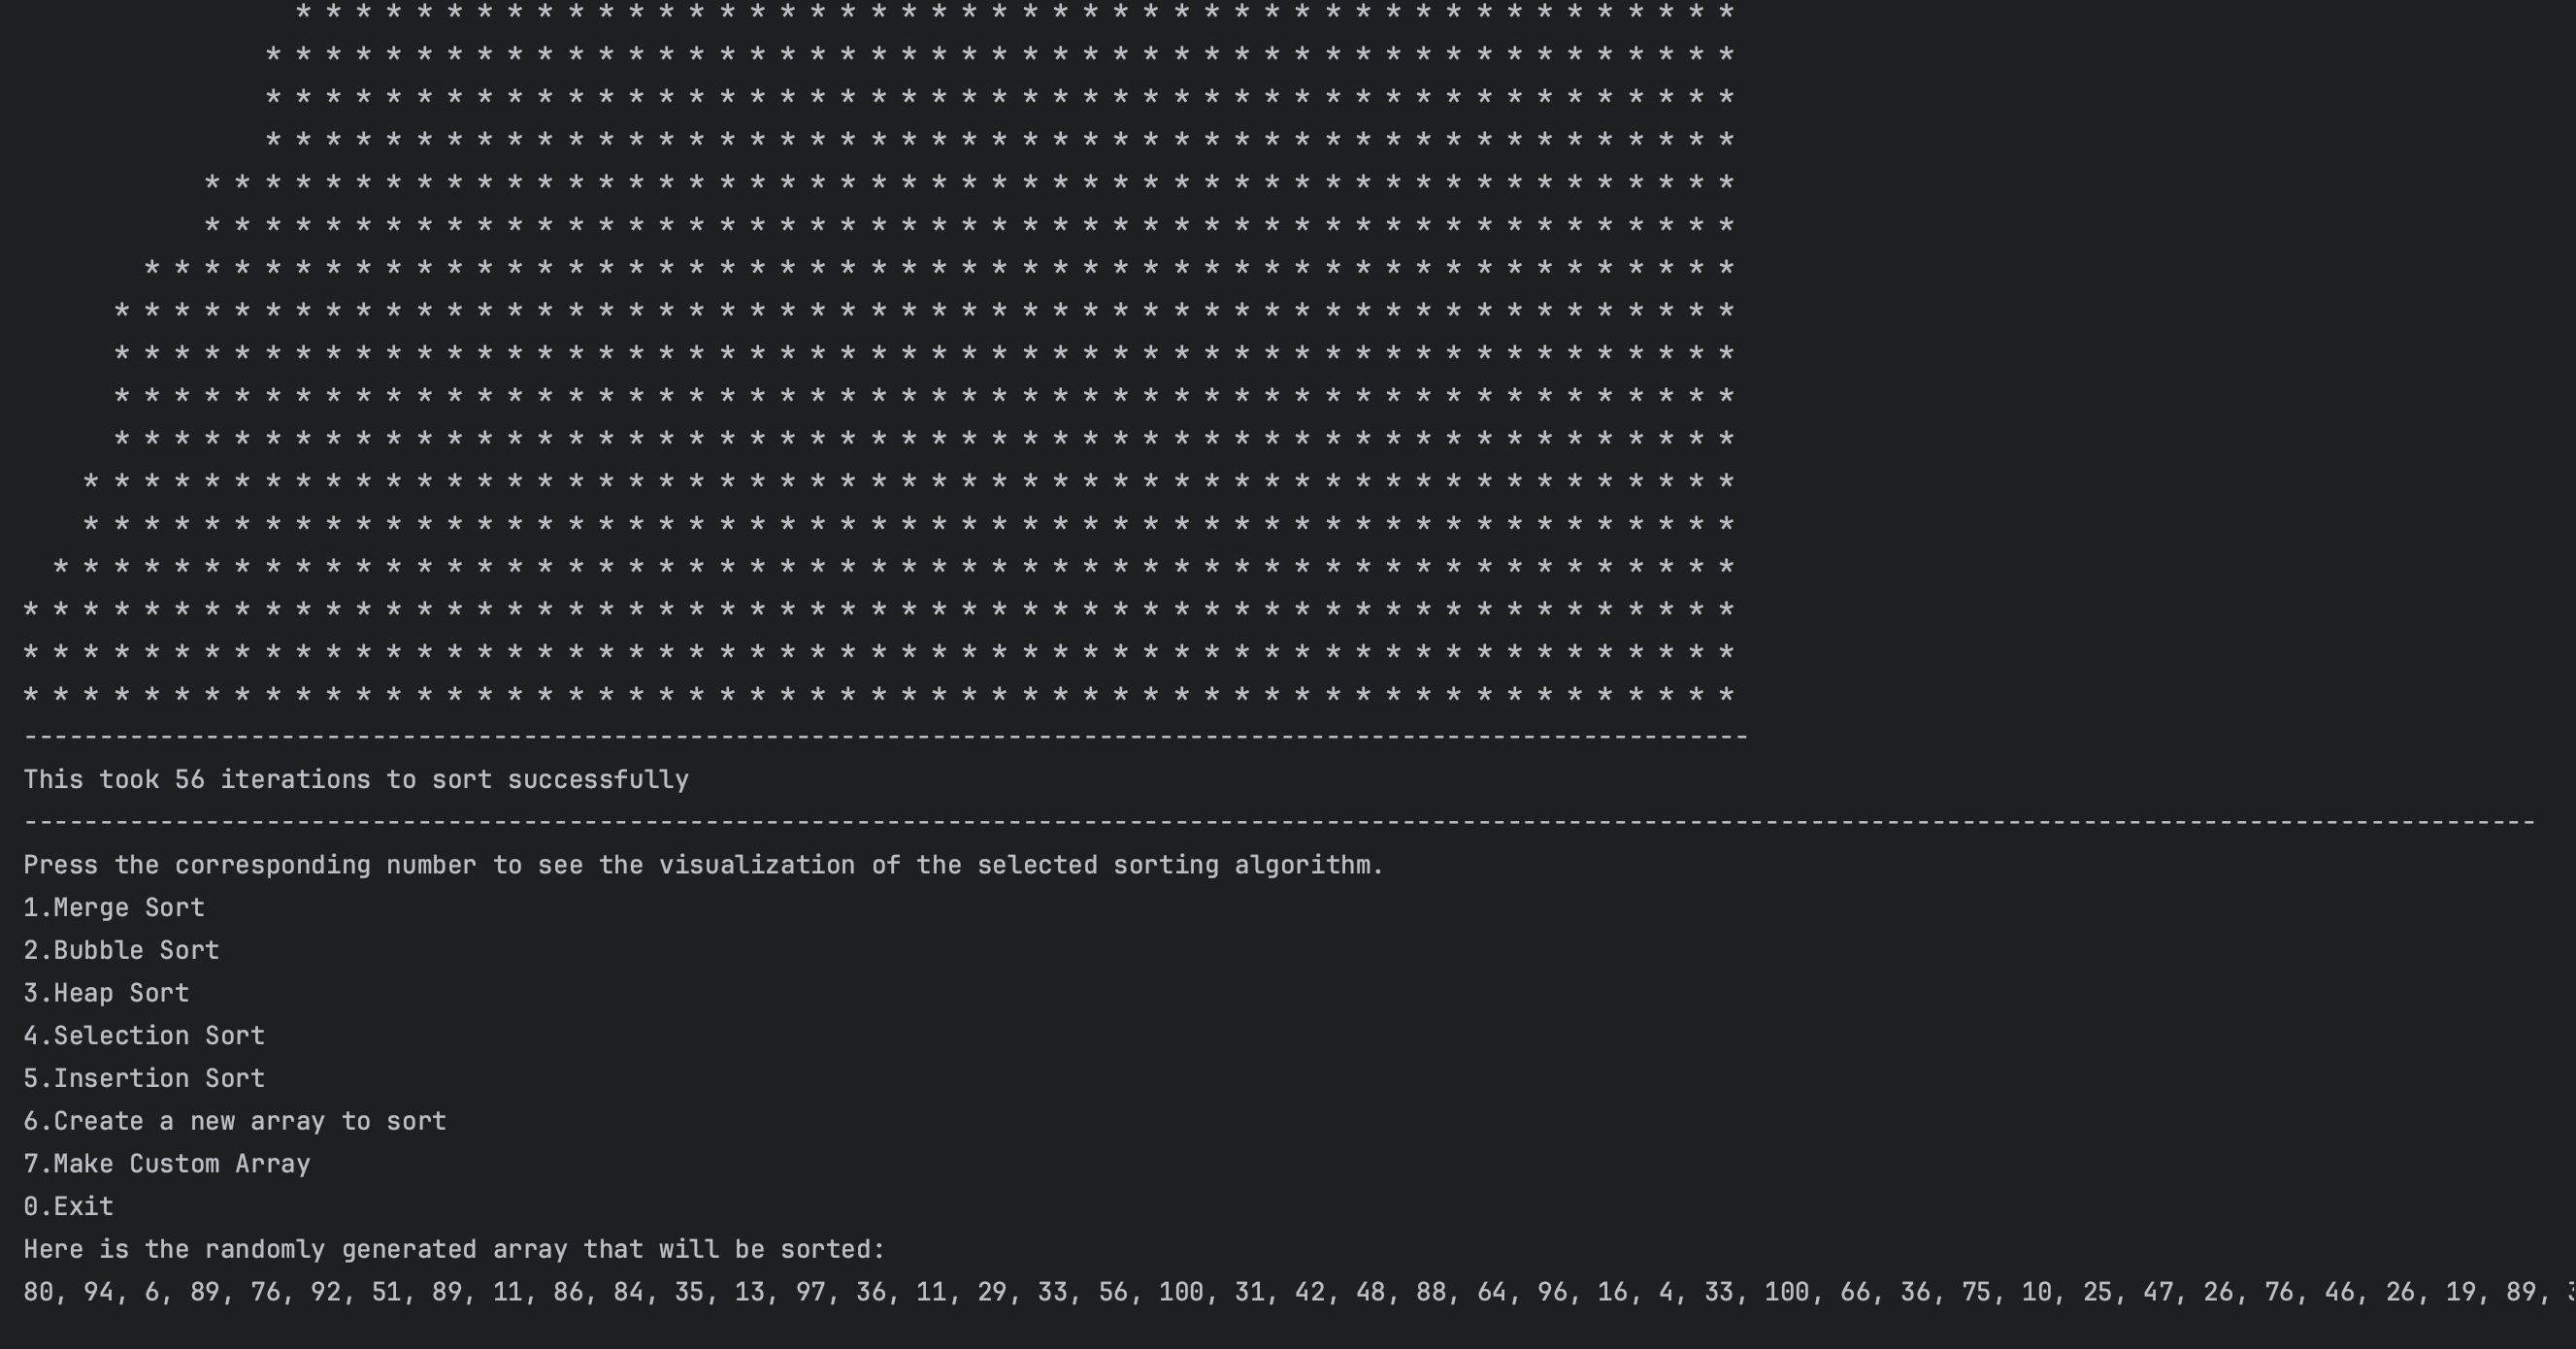 This took 56 iterations to sort successfully
Press the corresponding number to see the visualization of the selected sorting algorithm.
1.Merge Sort
2.Bubble Sort
3.Heap Sort
4.Selection Sort
5.Insertion Sort
6.Create a new array to sort
7.Make Custom Array
0.Exit
Here is the randomly generated array that will be sorted:
80, 94, 6, 89, 76, 92, 51, 89, 11, 86, 84, 35, 13, 97, 36, 11, 29, 33, 56, 100, 31, 42, 48, 88, 64, 96, 16, 4, 33, 100, 66, 36, 75, 10, 25, 47, 26, 76, 46, 26, 19, 89,